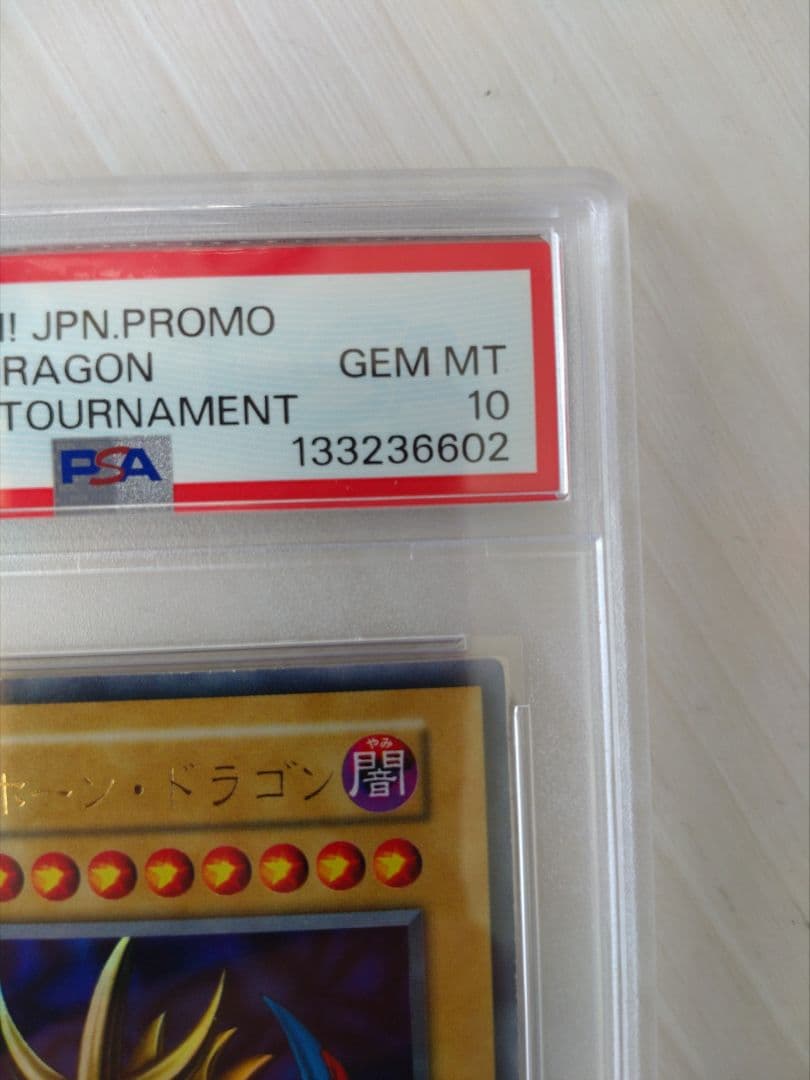 ! JPN.PROMO
RAGON GEM MT
TOURNAMENT 10
PSA 133236602
ホーン・ドラゴン
やみ
闇